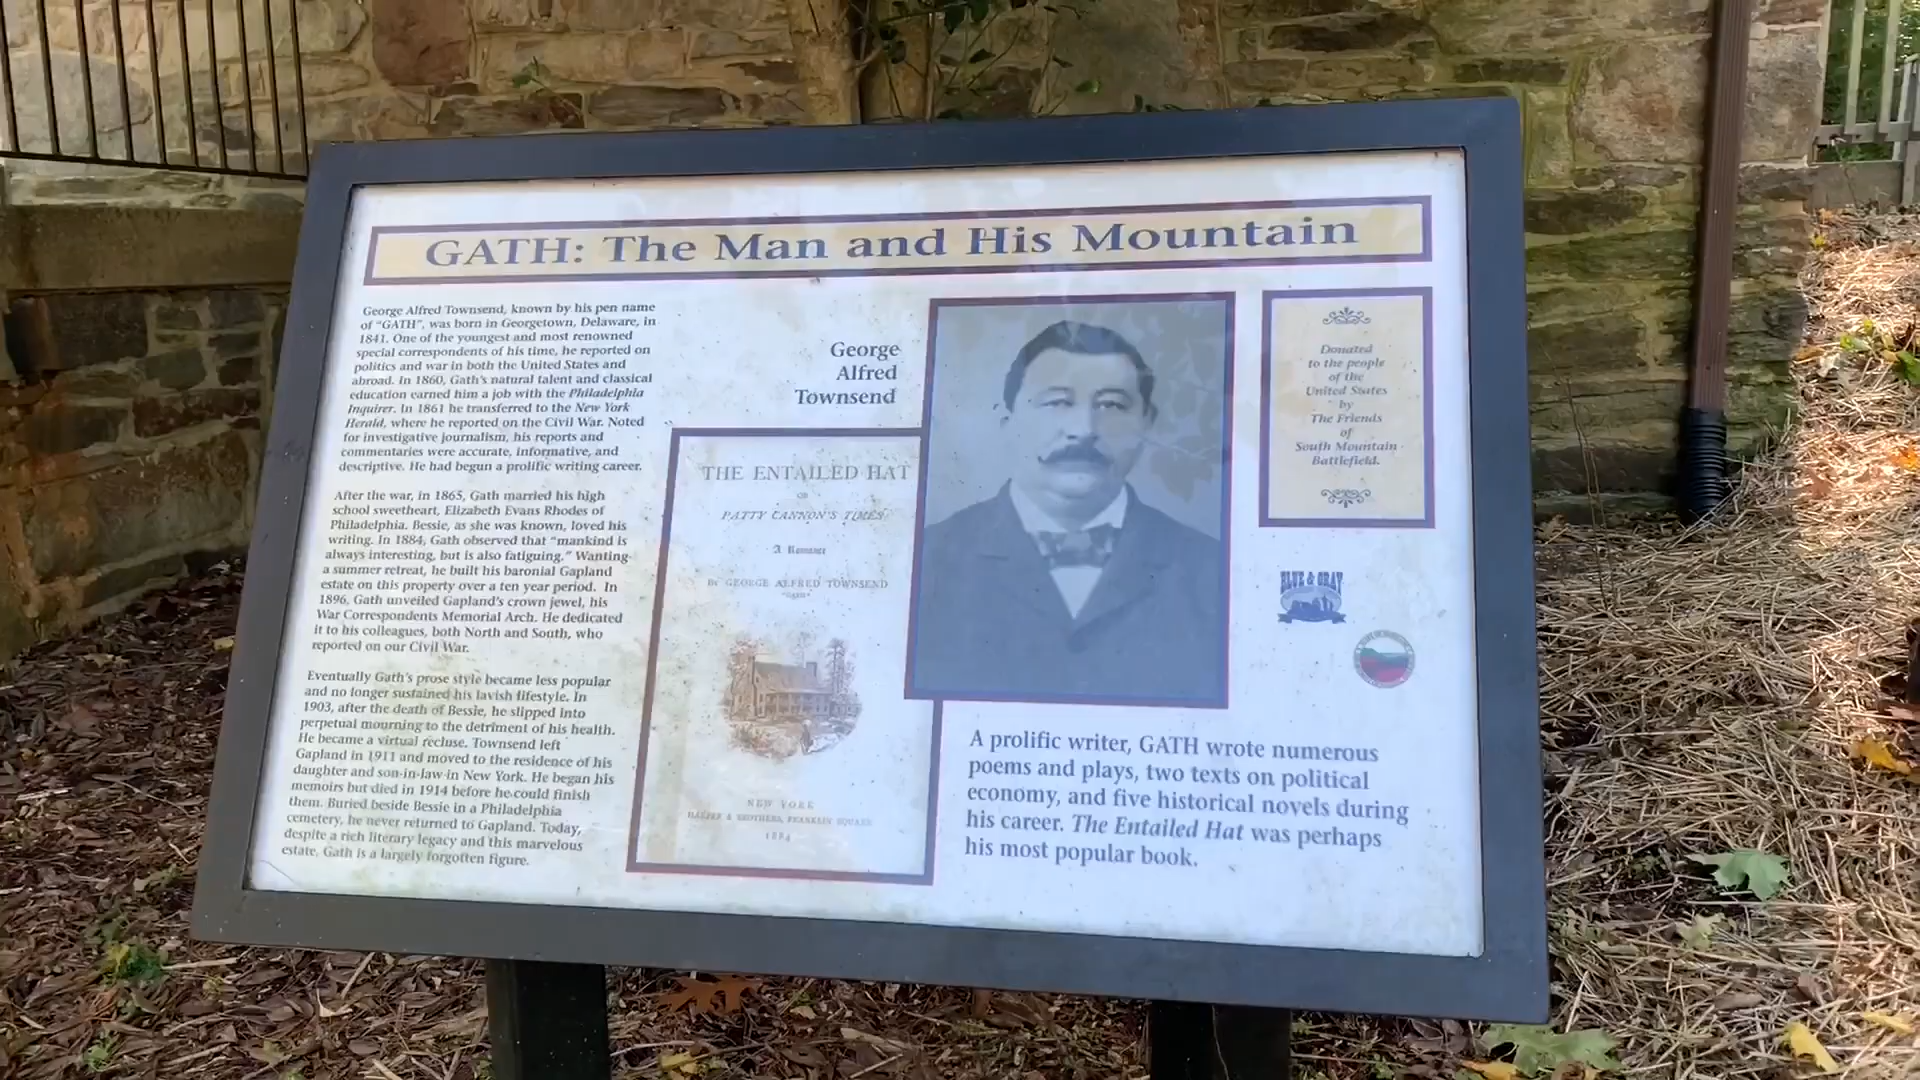 GATH: The Man and His Mountain
George Alfred Townsend, known by his pen name
of "GATH", was born in Georgetown, Delaware, in
1841. One of the youngest and most renowned
special correspondents of his time, he reported on
politics and war in both the United States and
abroad. In 1860, Gath's natural talent and classical
education earned him a job with the Philadelphia
Inquirer. In 1861 he transferred to the New York
Herald, where he reported on the Civil War. Noted
for investigative journalism, his reports and
commentaries were accurate, informative, and
descriptive. He had begun a prolific writing career.
After the war, in 1865, Gath married his high
school sweetheart, Elizabeth Evans Rhodes of
Philadelphia. Bessie, as she was known, loved his
writing. In 1884, Gath observed that "mankind is
always interesting, but is also fatiguing." Wanting
a summer retreat, he built his baronial Gapland
estate on this property over a ten year period. In
1896, Gath unveiled Gapland's crown jewel, his
War Correspondents Memorial Arch. He dedicated
it to his colleagues, both North and South, who
reported on our Civil War.
Eventually Gath's prose style became less popular
and no longer sustained his lavish lifestyle. In
1903, after the death of Bessie, he slipped into
perpetual mourning to the detriment of his health.
He became a virtual recluse. Townsend left
Gapland in 1911 and moved to the residence of his
daughter and son-in-law in New York. He began his
memoirs but died in 1914 before he could finish
them. Buried beside Bessie in a Philadelphia
cemetery, he never returned to Gapland. Today,
despite a rich literary legacy and this marvelous
estate, Gath is a largely forgotten figure.
George
Alfred
Townsend
THE ENTAILED HAT
OR
PATTY CANNON'S TIMES
A Romance
BY GEORGE ALFRED TOWNSEND
"GATH"
NEW YORK
HARPER & BROTHERS, FRANKLIN SQUARE
1884
Donated
to the people
of the
United States
by
The Friends
of
South Mountain
Battlefield.
BLUE & GRAY
A prolific writer, GATH wrote numerous
poems and plays, two texts on political
economy, and five historical novels during
his career. The Entailed Hat was perhaps
his most popular book.